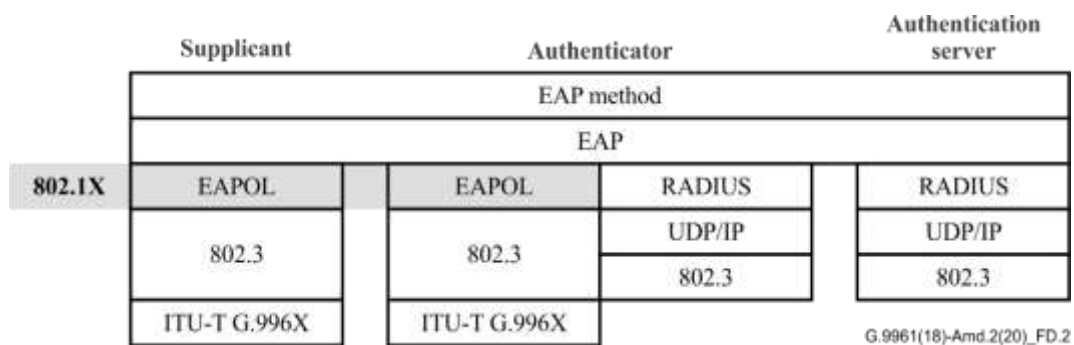 Supplicant Authenticator Authentication server
EAP method
EAP
802.1X EAPOL EAPOL RADIUS RADIUS
802.3 802.3 UDP/IP UDP/IP
802.3 802.3
ITU-T G.996X ITU-T G.996X
G.9961(18)-Amd.2(20)_FD.2